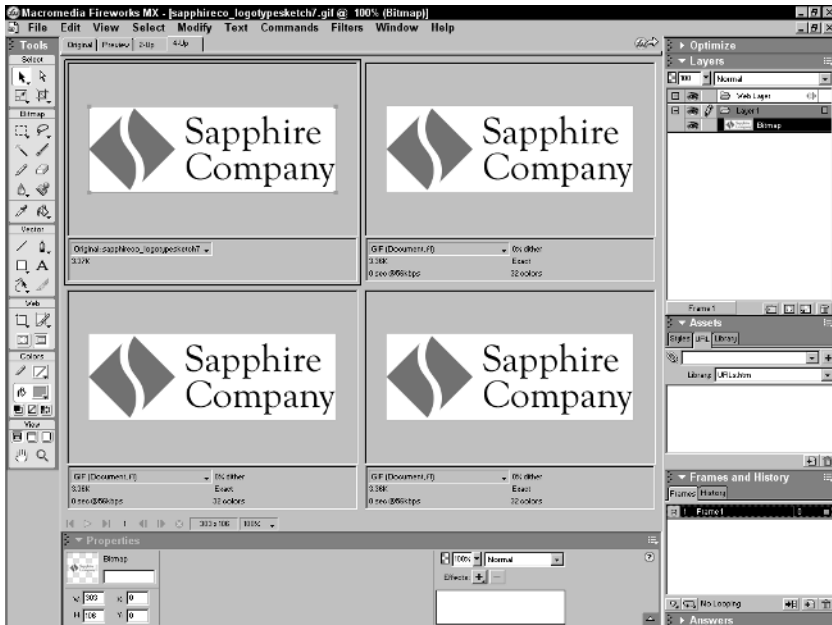 Macromedia Fireworks MX - [sapphireco_logotypesketch7.gif @ 100% (Bitmap)]
File Edit View Select Modify Text Commands Filters Window Help
Tools
Original Preview 2-Up 4-Up
Select
Bitmap
Vector
Web
Colors
View
Sapphire
Company
Original: sapphireco_logotypesketch7
3.37K
Sapphire
Company
GIF (Document.gif)
0% dither
3.36K
Exact
0 sec @56kbps
32 colors
Sapphire
Company
GIF (Document.gif)
0% dither
3.36K
Exact
0 sec @56kbps
32 colors
Sapphire
Company
GIF (Document.gif)
0% dither
3.36K
Exact
0 sec @56kbps
32 colors
1 303 x 106 100%
Properties
Bitmap
W: 303 X: 0
H: 106 Y: 0
100% Normal
Effects:
Optimize
Layers
100 Normal
Web Layer
Layer 1
Bitmap
Frame 1
Assets
Styles URL Library
Library: URLs.htm
Frames and History
Frames History
1 Frame 1
No Looping
Answers